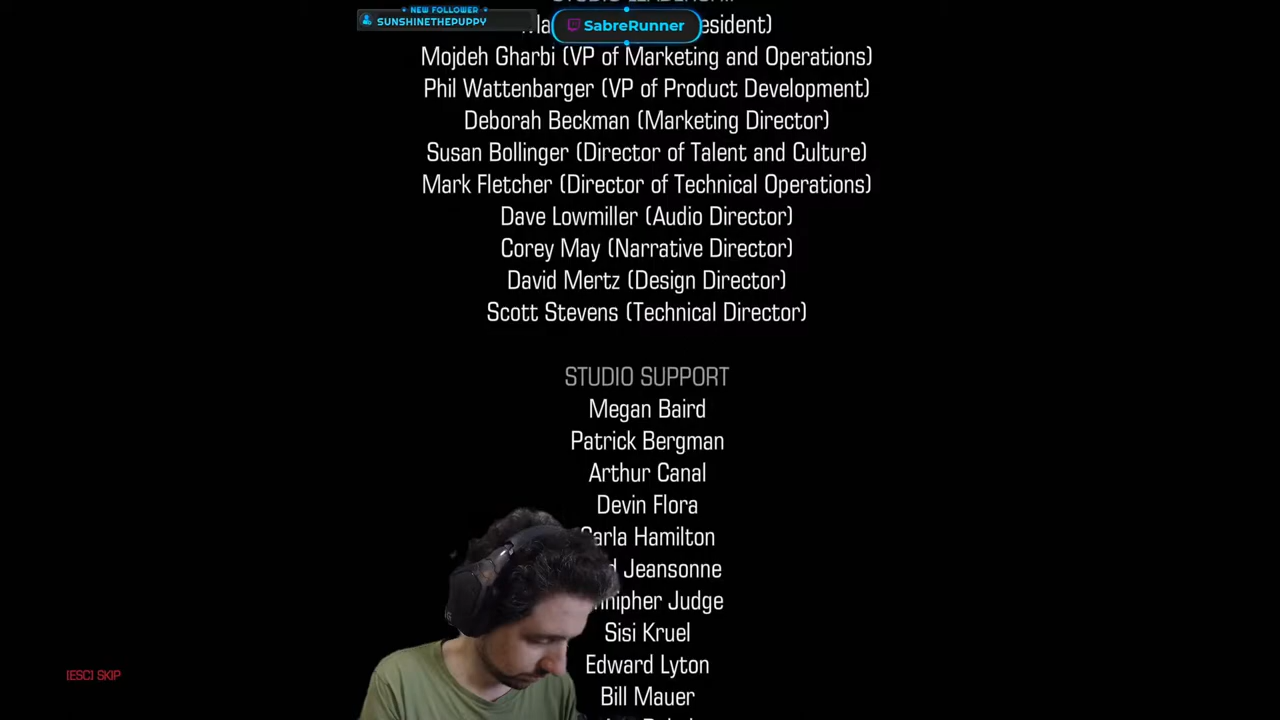 NEW FOLLOWER
SUNSHINETHEPUPPY
SabreRunner
Mojdeh Gharbi (VP of Marketing and Operations)
Phil Wattenbarger (VP of Product Development)
Deborah Beckman (Marketing Director)
Susan Bollinger (Director of Talent and Culture)
Mark Fletcher (Director of Technical Operations)
Dave Lowmiller (Audio Director)
Corey May (Narrative Director)
David Mertz (Design Director)
Scott Stevens (Technical Director)
STUDIO SUPPORT
Megan Baird
Patrick Bergman
Arthur Canal
Devin Flora
Hamilton
Jeansonne
Judge
Sisi Kruel
Edward Lyton
[ESC] SKIP
Bill Mauer